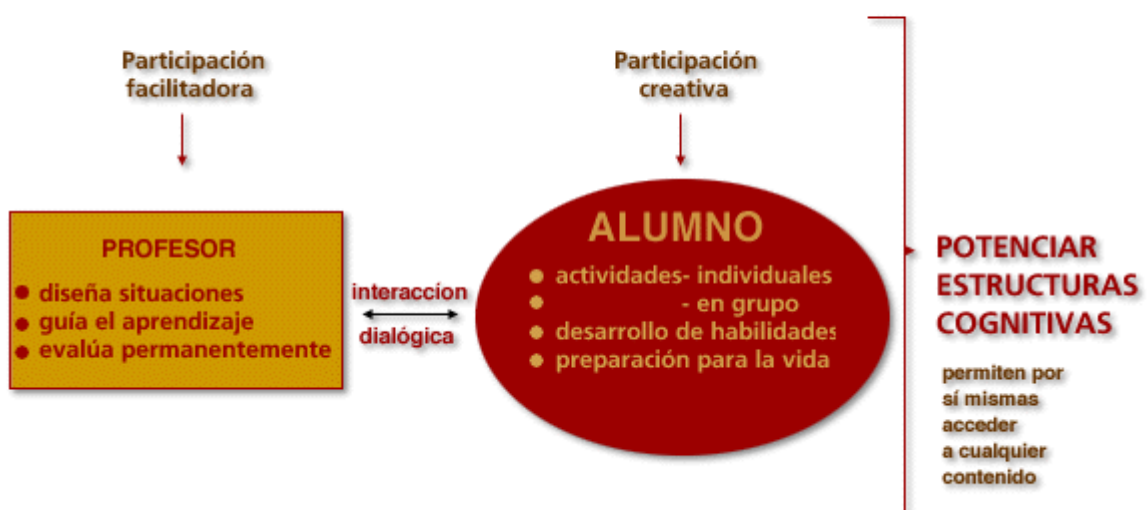 Participación
facilitadora
Participación
creativa
PROFESOR
● diseña situaciones
● guía el aprendizaje
● evalúa permanentemente
interaccion
dialógica
ALUMNO
● actividades- individuales
● - en grupo
● desarrollo de habilidades
● preparación para la vida
POTENCIAR
ESTRUCTURAS
COGNITIVAS
permiten por
sí mismas
acceder
a cualquier
contenido